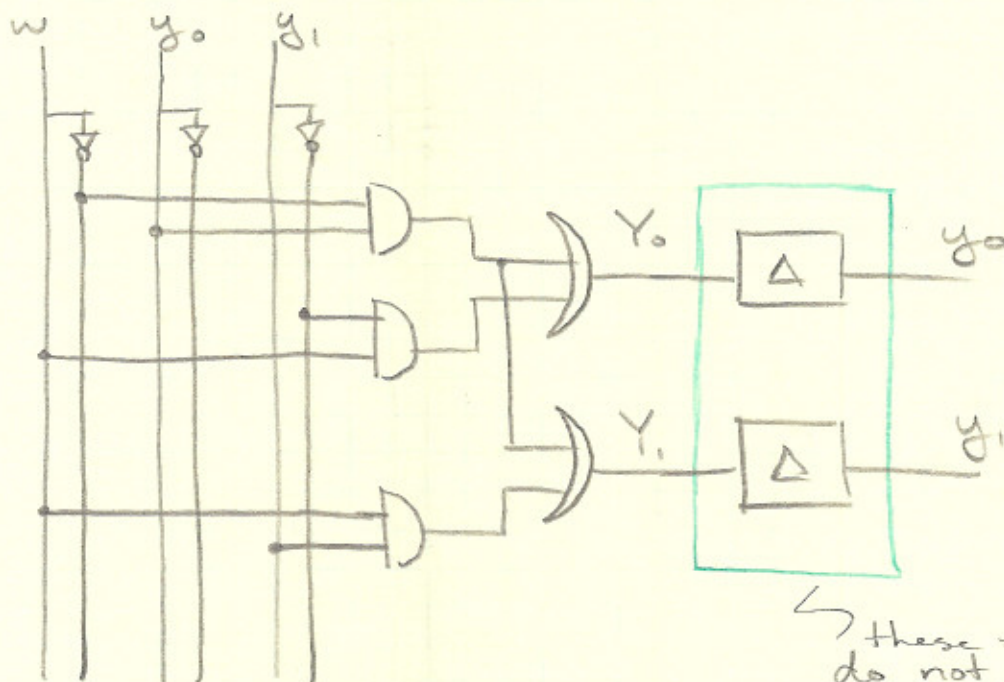 w y₀ y₁
Y₀ Δ y₀
Y₁ Δ y₁
these
do not